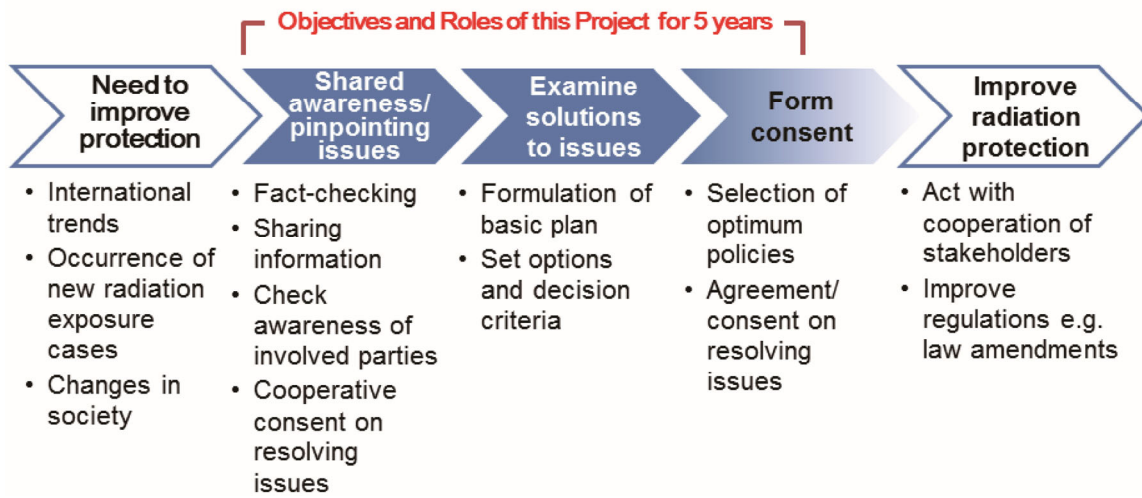 Objectives and Roles of this Project for 5 years
Need to
improve
protection
Shared
awareness/
pinpointing
issues
Examine
solutions
to issues
Form
consent
Improve
radiation
protection
• International
trends
• Occurrence of
new radiation
exposure
cases
• Changes in
society
• Fact-checking
• Sharing
information
• Check
awareness of
involved parties
• Cooperative
consent on
resolving
issues
• Formulation of
basic plan
• Set options
and decision
criteria
• Selection of
optimum
policies
• Agreement/
consent on
resolving
issues
• Act with
cooperation of
stakeholders
• Improve
regulations e.g.
law amendments